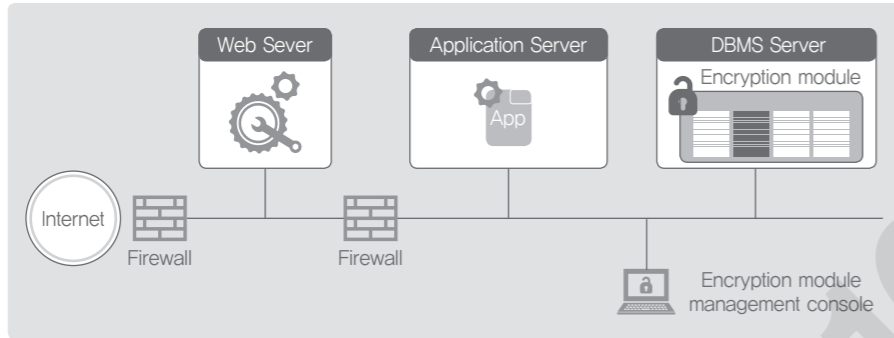 Web Sever
Application Server
DBMS Server
Encryption module
App
Internet
Firewall
Firewall
Encryption module
management console